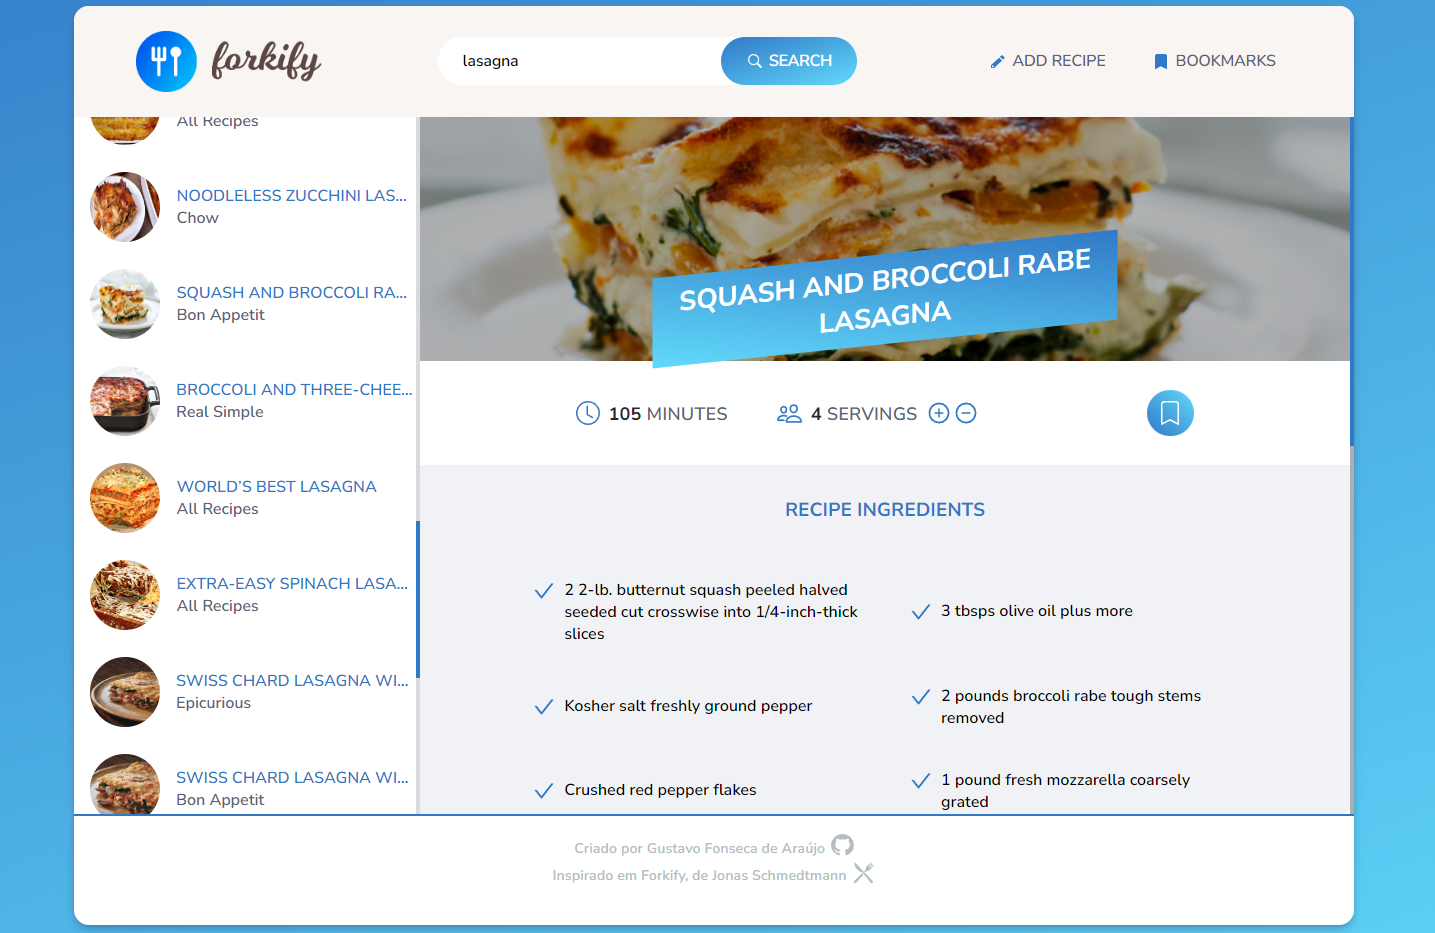 forkify
lasagna
SEARCH
ADD RECIPE
BOOKMARKS
All Recipes
NOODLELESS ZUCCHINI LAS...
Chow
SQUASH AND BROCCOLI RA...
Bon Appetit
BROCCOLI AND THREE-CHEE...
Real Simple
WORLD'S BEST LASAGNA
All Recipes
EXTRA-EASY SPINACH LASA...
All Recipes
SWISS CHARD LASAGNA WI...
Epicurious
SWISS CHARD LASAGNA WI...
Bon Appetit
SQUASH AND BROCCOLI RABE
LASAGNA
105 MINUTES
4 SERVINGS
RECIPE INGREDIENTS
2 2-lb. butternut squash peeled halved
seeded cut crosswise into 1/4-inch-thick
slices
3 tbsps olive oil plus more
Kosher salt freshly ground pepper
2 pounds broccoli rabe tough stems
removed
Crushed red pepper flakes
1 pound fresh mozzarella coarsely
grated
Criado por Gustavo Fonseca de Araújo
Inspirado em Forkify, de Jonas Schmedtmann